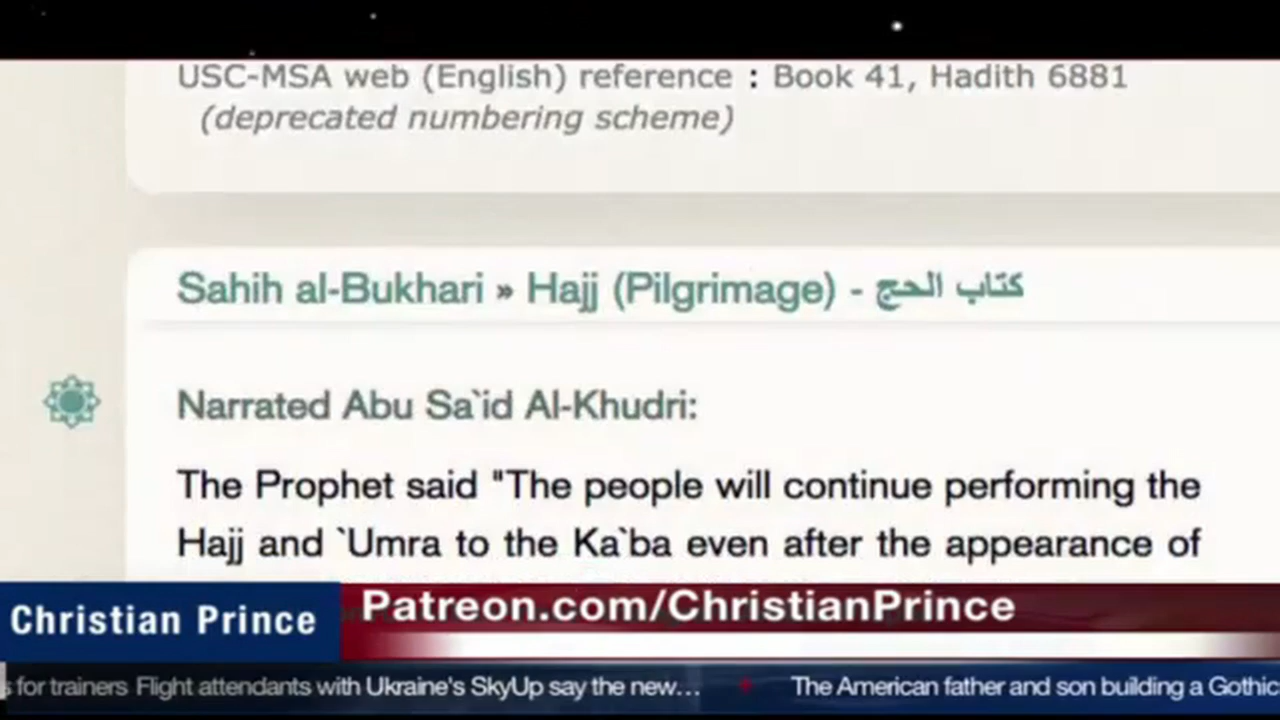 USC-MSA web (English) reference : Book 41, Hadith 6881
(deprecated numbering scheme)
Sahih al-Bukhari » Hajj (Pilgrimage) - كتاب الحج
Narrated Abu Sa`id Al-Khudri:
The Prophet said "The people will continue performing the
Hajj and `Umra to the Ka`ba even after the appearance of
Christian Prince
Patreon.com/ChristianPrince
s for trainers Flight attendants with Ukraine's SkyUp say the new...
The American father and son building a Gothic